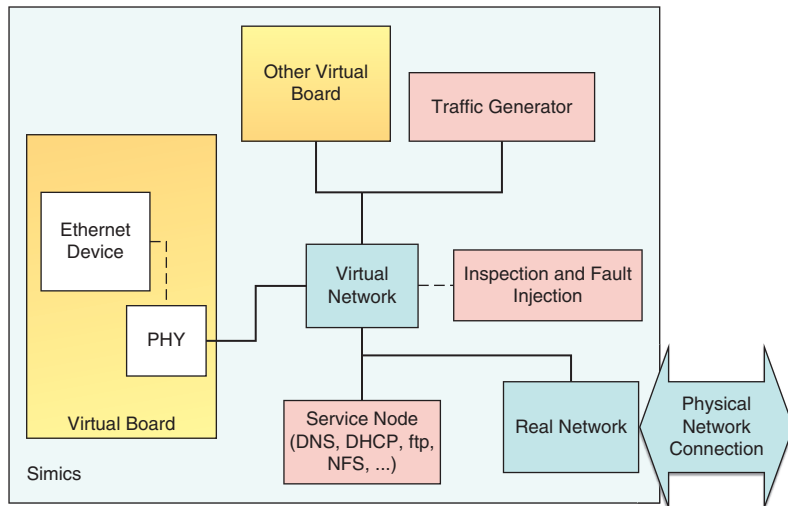 Other Virtual
Board
Traffic Generator
Ethernet
Device
Virtual
Network
Inspection and Fault
Injection
PHY
Virtual Board
Service Node
(DNS, DHCP, ftp,
NFS, ...)
Real Network
Physical
Network
Connection
Simics